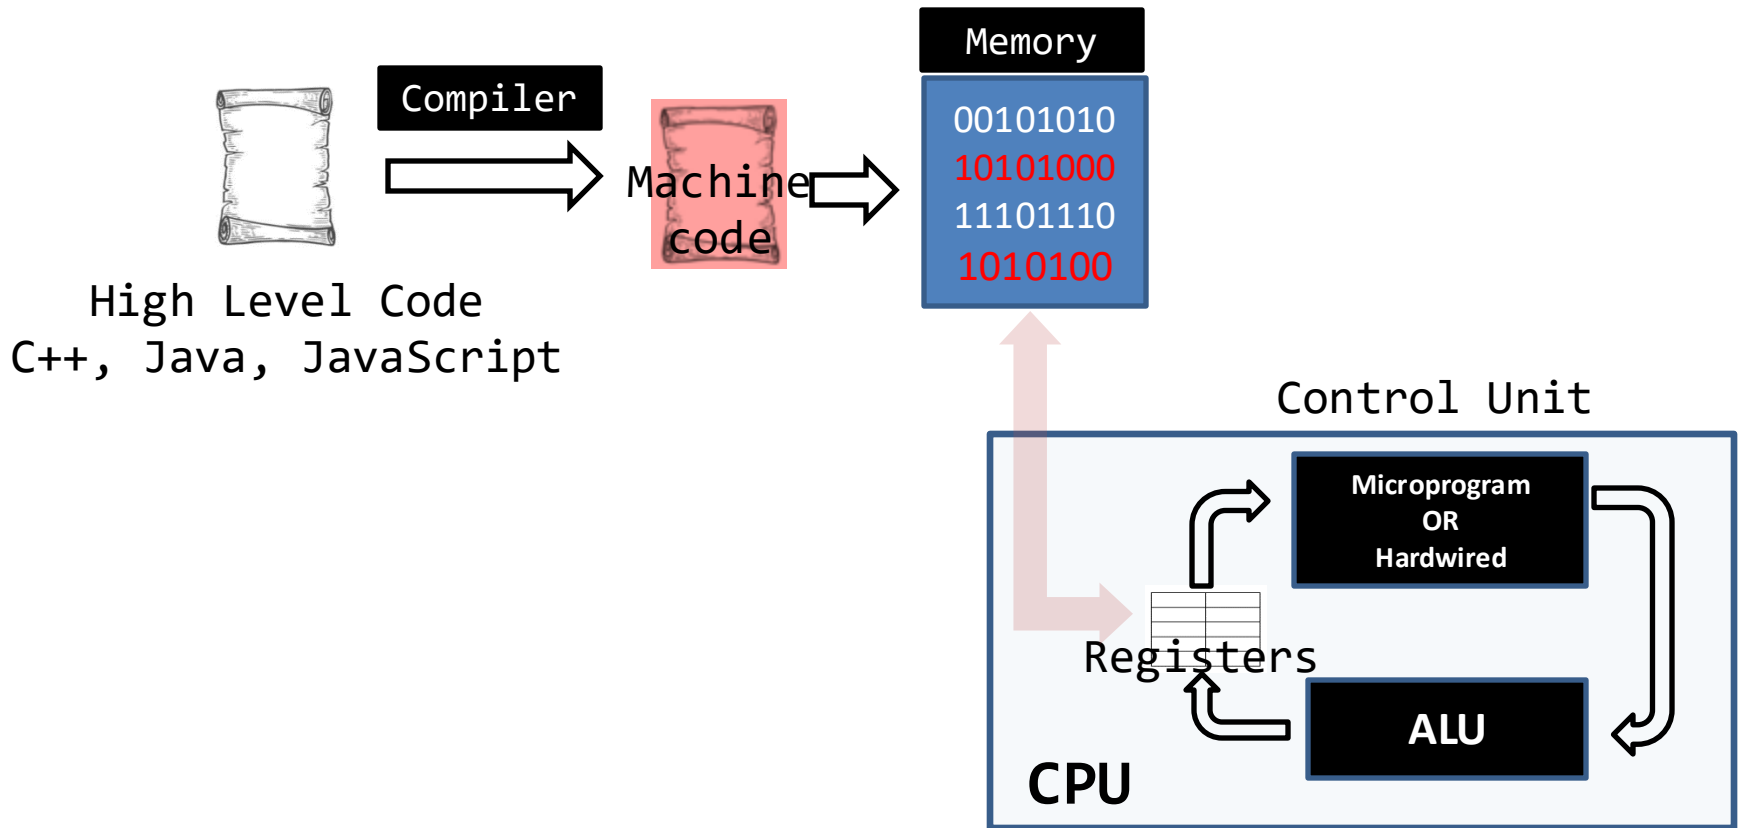 Memory
Compiler
00101010
10101000
11101110
1010100
Machine
code
High Level Code
C++, Java, JavaScript
Control Unit
Microprogram
OR
Hardwired
Registers
ALU
CPU